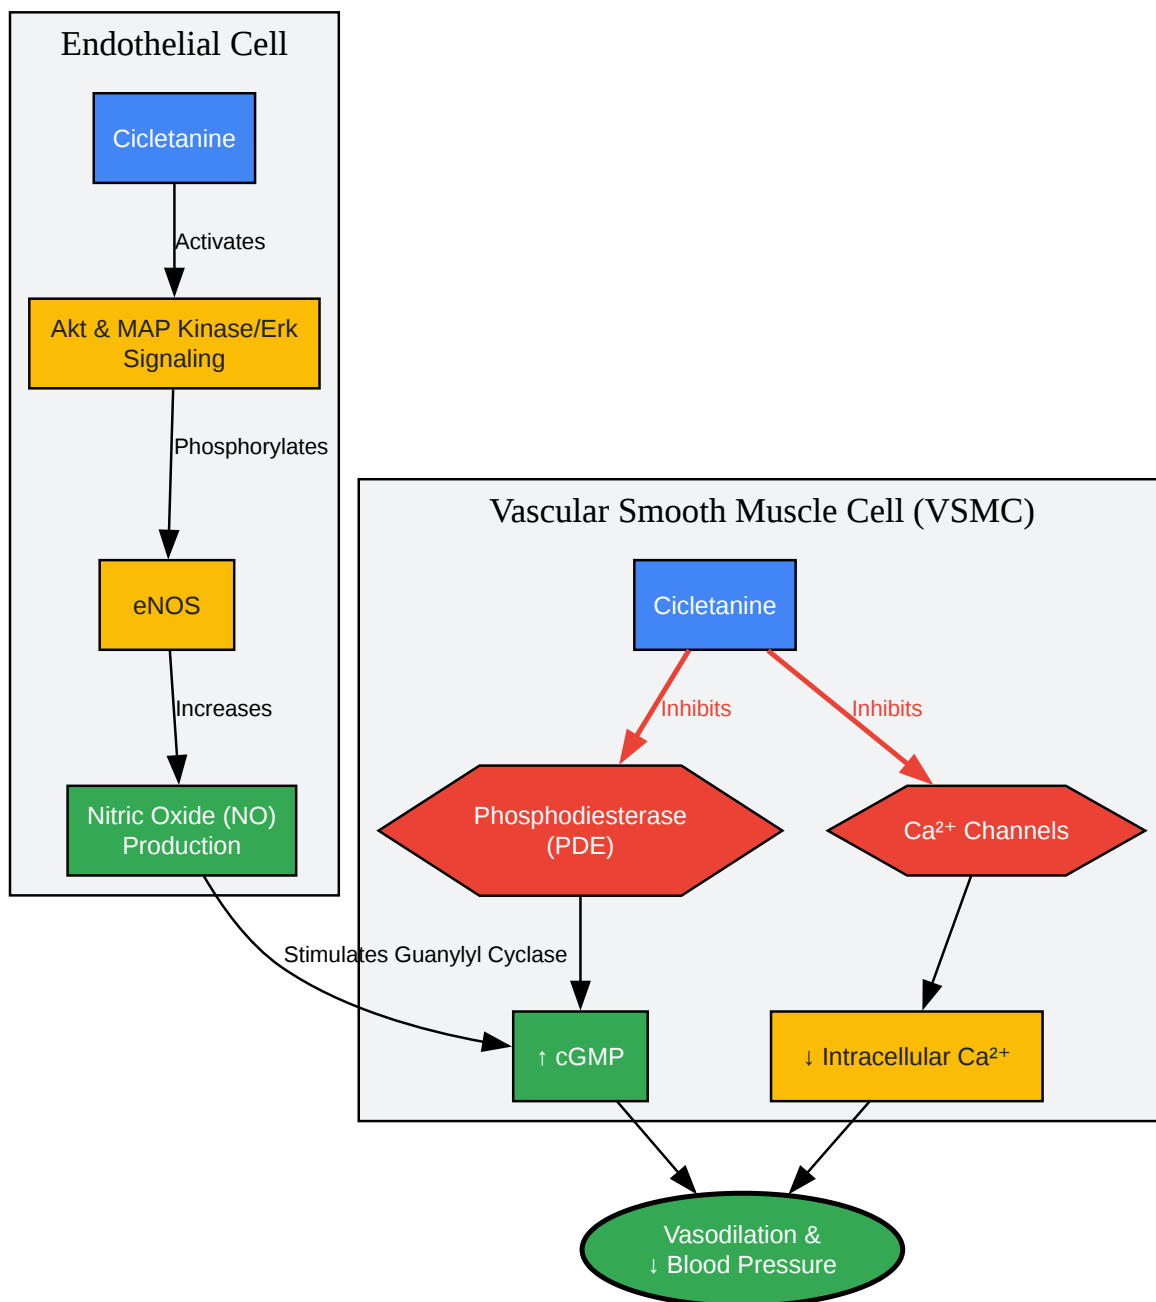 Endothelial Cell
Cicletanine
Activates
Akt & MAP Kinase/Erk
Signaling
Phosphorylates
eNOS
Increases
Nitric Oxide (NO)
Production
Stimulates Guanylyl Cyclase
Vascular Smooth Muscle Cell (VSMC)
Cicletanine
Inhibits
Inhibits
Phosphodiesterase
(PDE)
Ca²⁺ Channels
↑ cGMP
↓ Intracellular Ca²⁺
Vasodilation &
↓ Blood Pressure